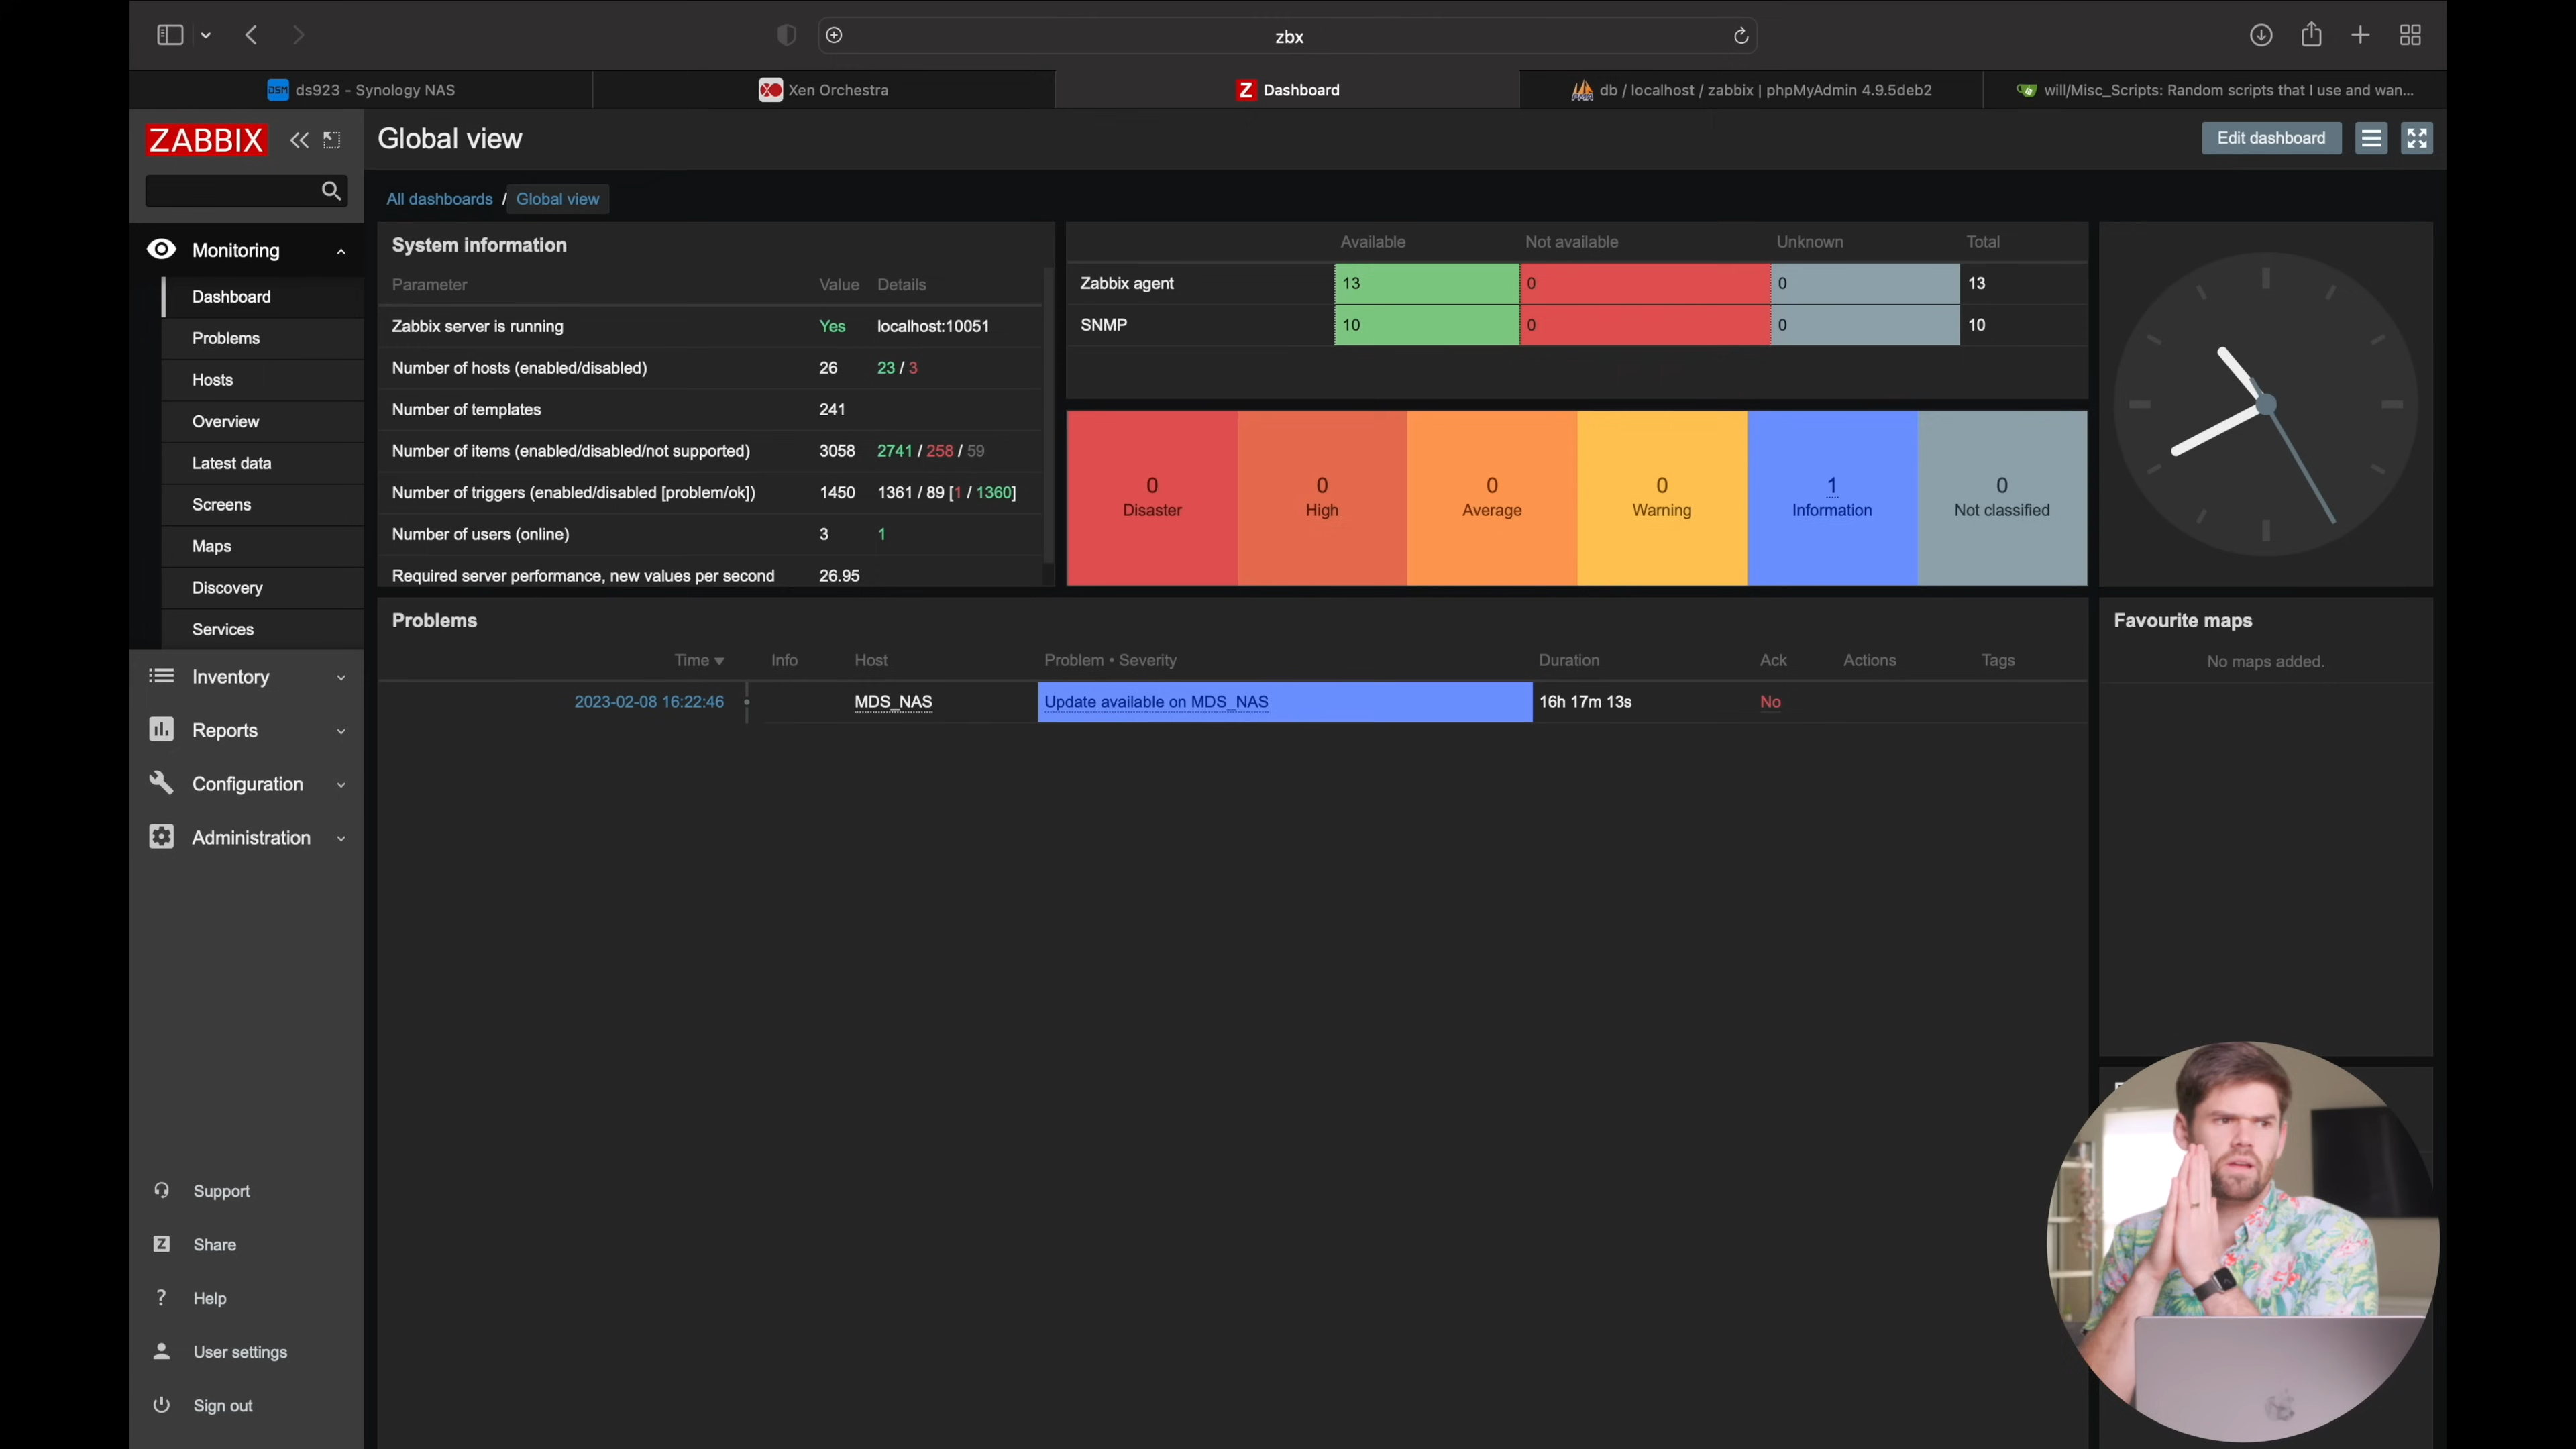 zbx
DSM ds923 - Synology NAS
XO Xen Orchestra
Z Dashboard
db / localhost / zabbix | phpMyAdmin 4.9.5deb2
will/Misc_Scripts: Random scripts that I use and wan...
ZABBIX
Global view
Edit dashboard
All dashboards / Global view
Monitoring
Dashboard
Problems
Hosts
Overview
Latest data
Screens
Maps
Discovery
Services
Inventory
Reports
Configuration
Administration
Support
Z Share
? Help
User settings
Sign out
System information
Parameter Value Details
Zabbix server is running Yes localhost:10051
Number of hosts (enabled/disabled) 26 23 / 3
Number of templates 241
Number of items (enabled/disabled/not supported) 3058 2741 / 258 / 59
Number of triggers (enabled/disabled [problem/ok]) 1450 1361 / 89 [1 / 1360]
Number of users (online) 3 1
Required server performance, new values per second 26.95
Available Not available Unknown Total
Zabbix agent 13 0 0 13
SNMP 10 0 0 10
0 0 0 0 1 0
Disaster High Average Warning Information Not classified
Problems
Time Info Host Problem • Severity Duration Ack Actions Tags
2023-02-08 16:22:46 MDS_NAS Update available on MDS_NAS 16h 17m 13s No
Favourite maps
No maps added.